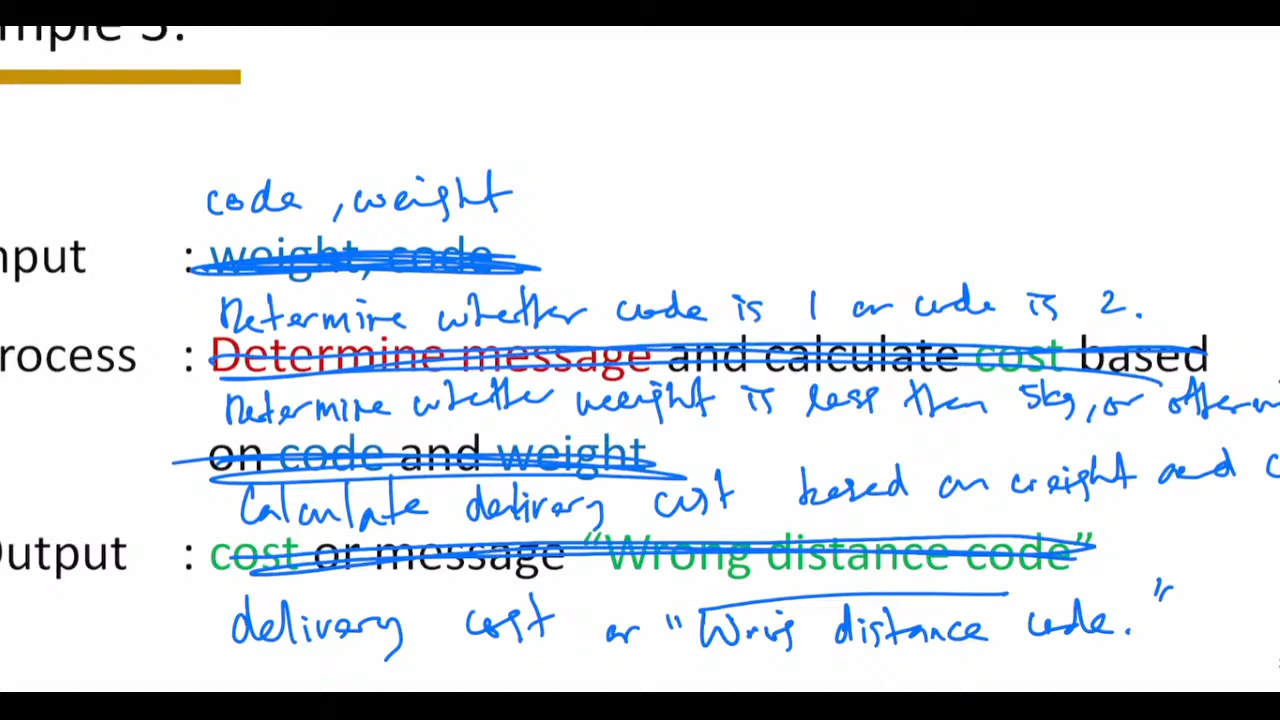 mple 3:
code , weight
nput : weight, code
Determine whether code is 1 or code is 2.
rocess : Determine message and calculate cost based
Determine whether weight is less then 5kg, or otherwi
on code and weight
Calculate delivery cost based on weight and c
Output : cost or message “Wrong distance code”
delivery cost or "Wrong distance code."